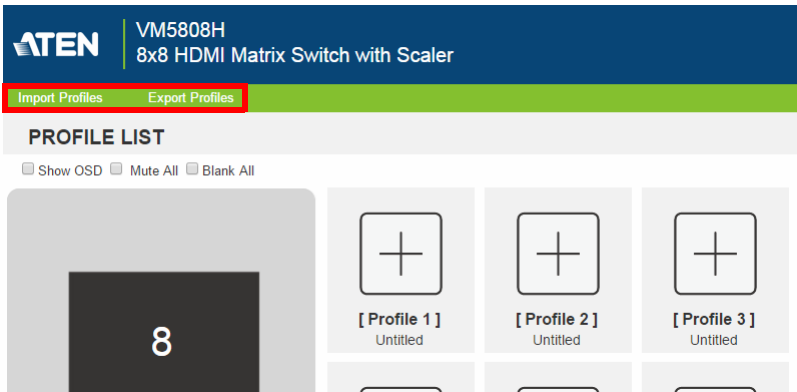 ATEN
VM5808H
8x8 HDMI Matrix Switch with Scaler
Import Profiles Export Profiles
PROFILE LIST
Show OSD Mute All Blank All
8
[ Profile 1 ] [ Profile 2 ] [ Profile 3 ]
Untitled Untitled Untitled